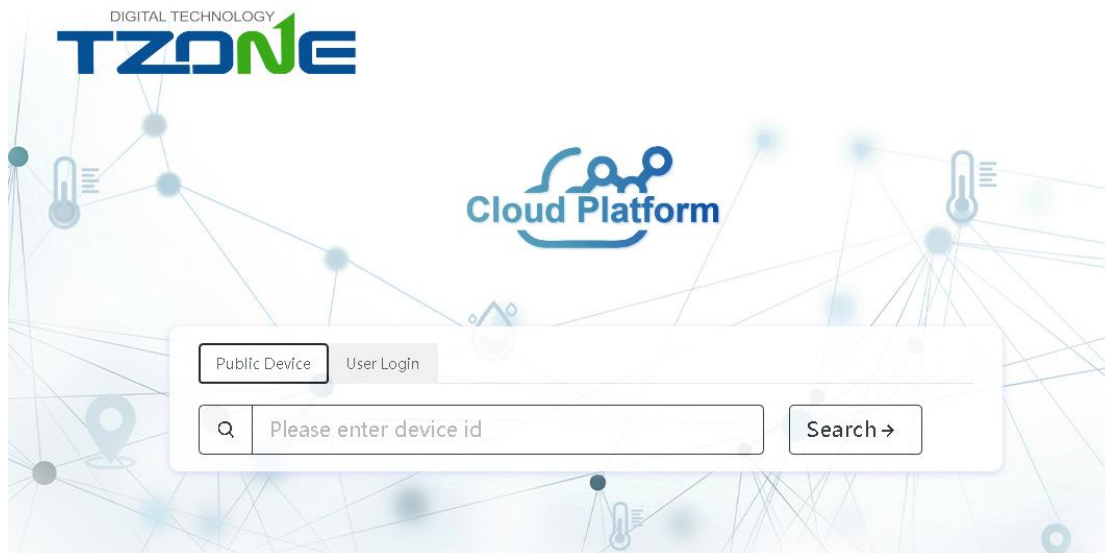 DIGITAL TECHNOLOGY
TZONE
Cloud Platform
Public Device
User Login
Please enter device id
Search→